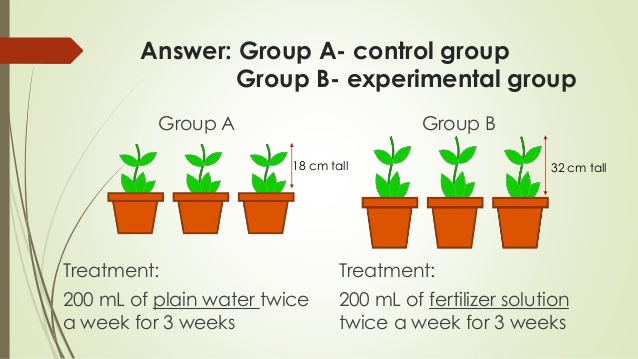 Answer: Group A- control group
Group B- experimental group
Group A
Group B
18 cm tall
32 cm tall
Treatment:
200 mL of plain water twice
a week for 3 weeks
Treatment:
200 mL of fertilizer solution
twice a week for 3 weeks